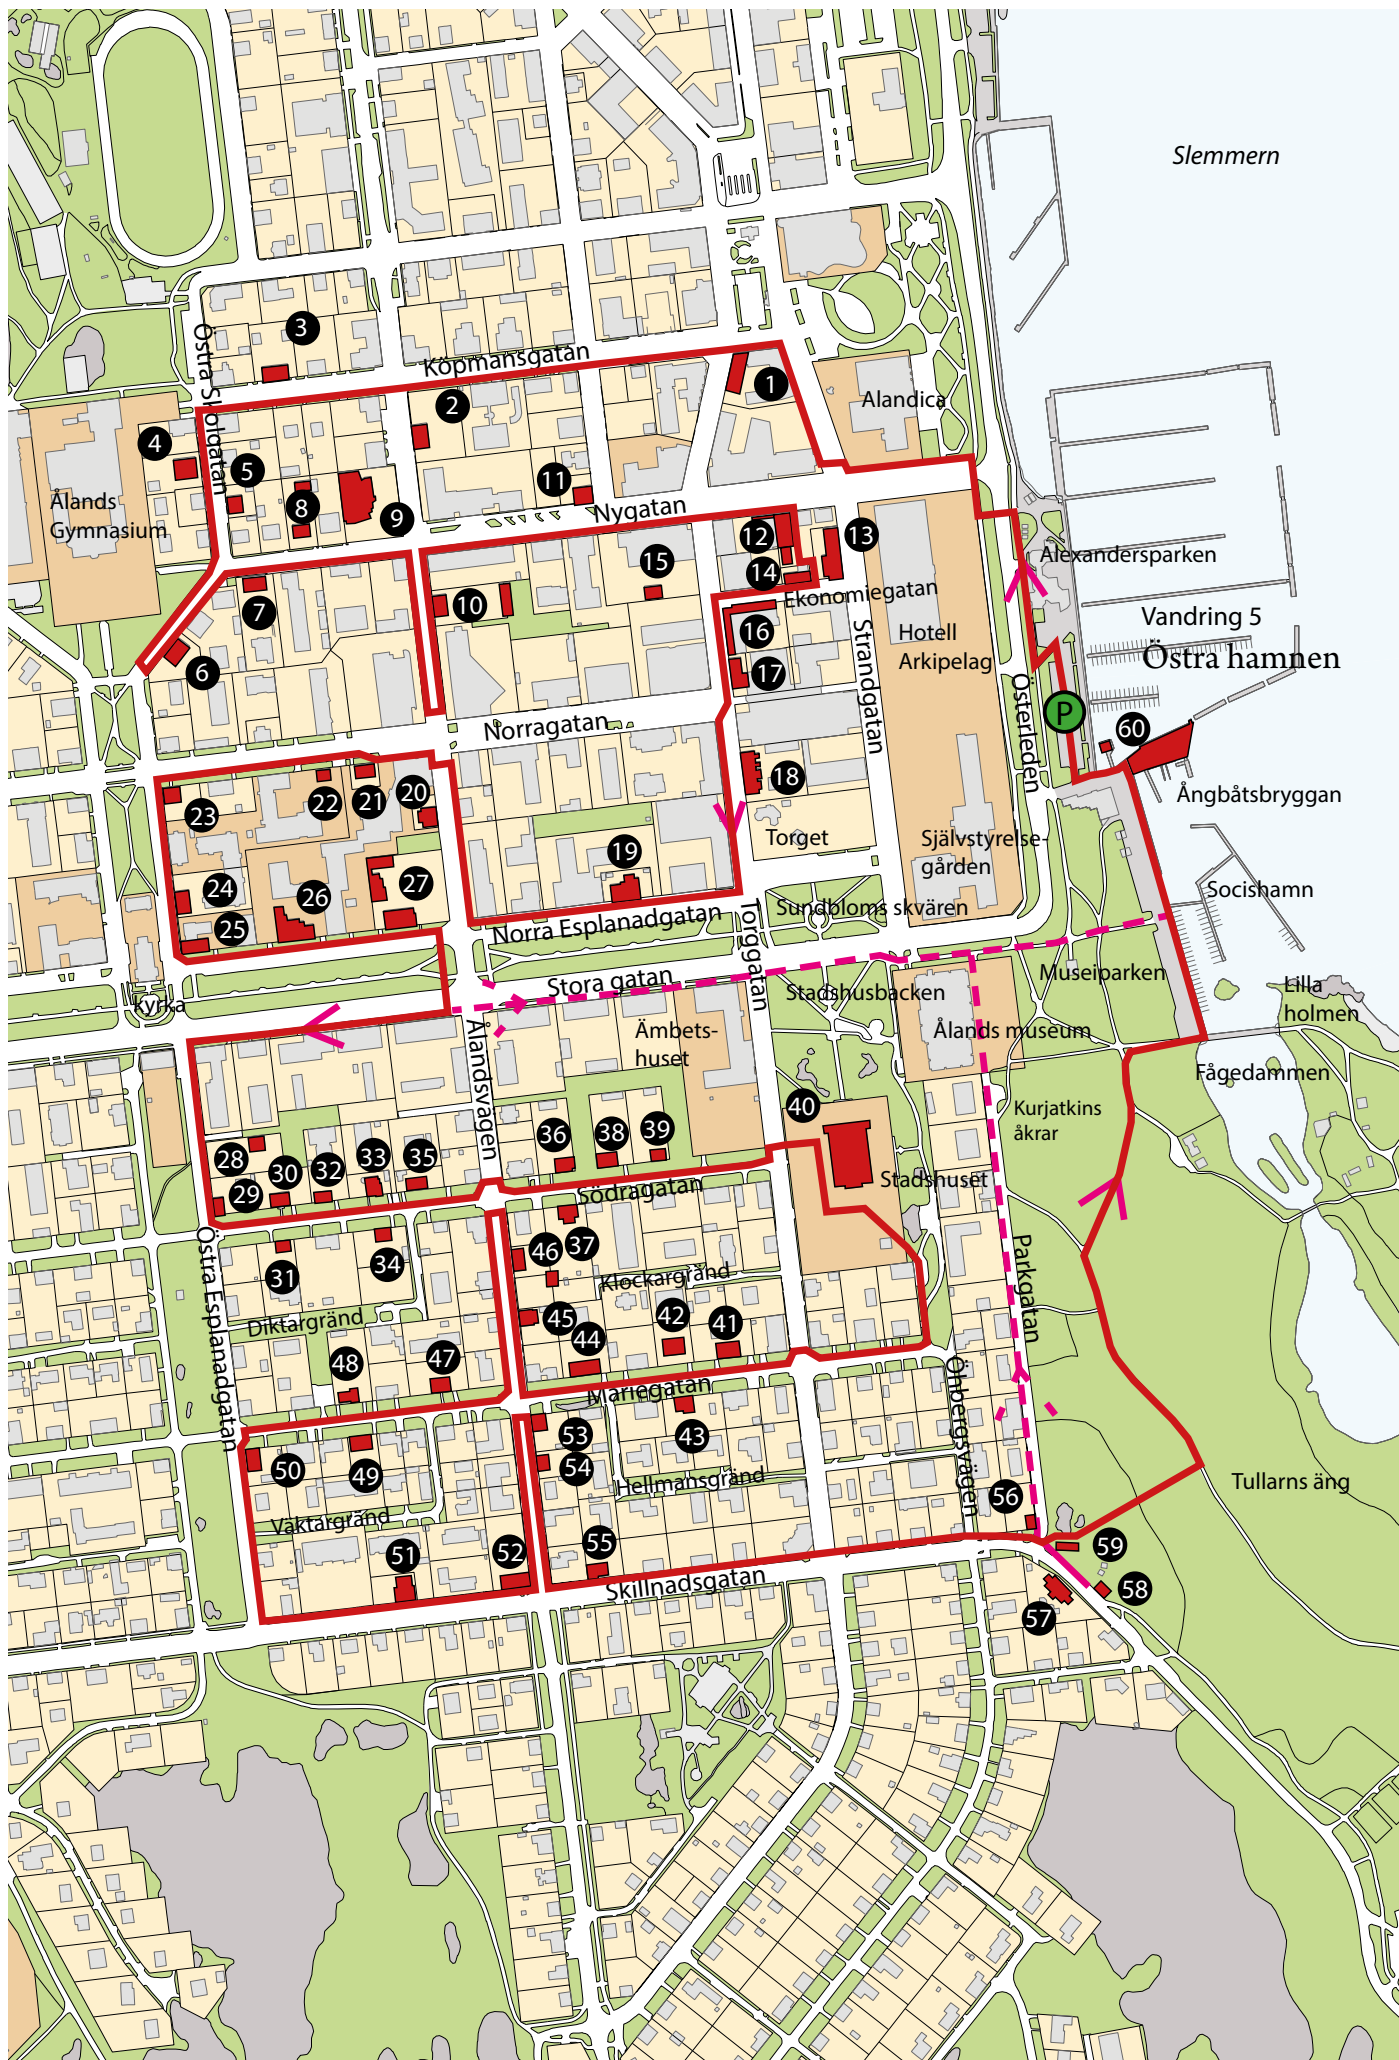 Slemmern
3
Östra Skolgatan
Köpmansgatan
1
2
Alandica
4
5
11
8
9
Ålands
Gymnasium
Nygatan
12
13
15
14
Alexandersparken
7
10
Ekonomiegatan
Vandring 5
Östra hamnen
16
Hotell
Arkipelag
Strandgatan
6
17
Österleden
P
Norragatan
60
18
22
21
20
Ångbåtsbryggan
23
Torget
Självstyrelse-
gården
19
24
27
Socishamn
26
25
Norra Esplanadgatan
Sundbloms skvären
Torggatan
Stora gatan
Museiparken
Stadshusbacken
Lilla
holmen
kyrka
Ålandsvägen
Ämbets-
huset
Ålands museum
Fågedammen
40
Kurjatkins
åkrar
28
36
38
39
30
32
33
35
29
Södragatan
Stadshuset
Östra Esplanadgatan
31
34
46
37
Parkgatan
Klockargränd
Diktargränd
45
42
41
44
48
47
Mariegatan
Öhbergsvägen
53
43
50
49
54
Hellmansgränd
Tullarns äng
Väktargränd
56
51
52
55
59
Skillnadsgatan
58
57